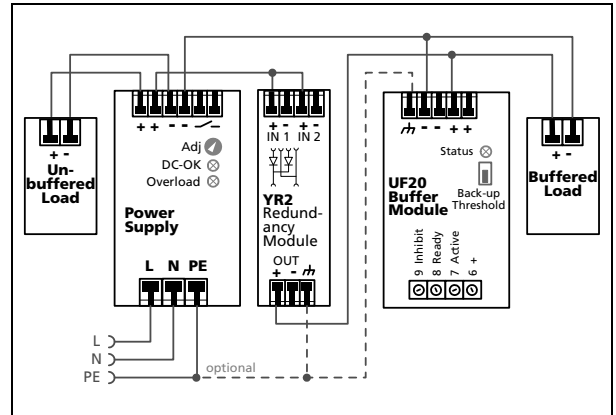 + -
Un-
buffered
Load
+ + - -
Adj
DC-OK
Overload
Power
Supply
L N PE
+ - + -
IN 1 IN 2
YR2
Redund-
ancy
Module
OUT
+ -
- - + +
Status
UF20
Buffer
Module
Back-up
Threshold
9 Inhibit
8 Ready
7 Active
6 +
+ -
Buffered
Load
L
N
PE
optional